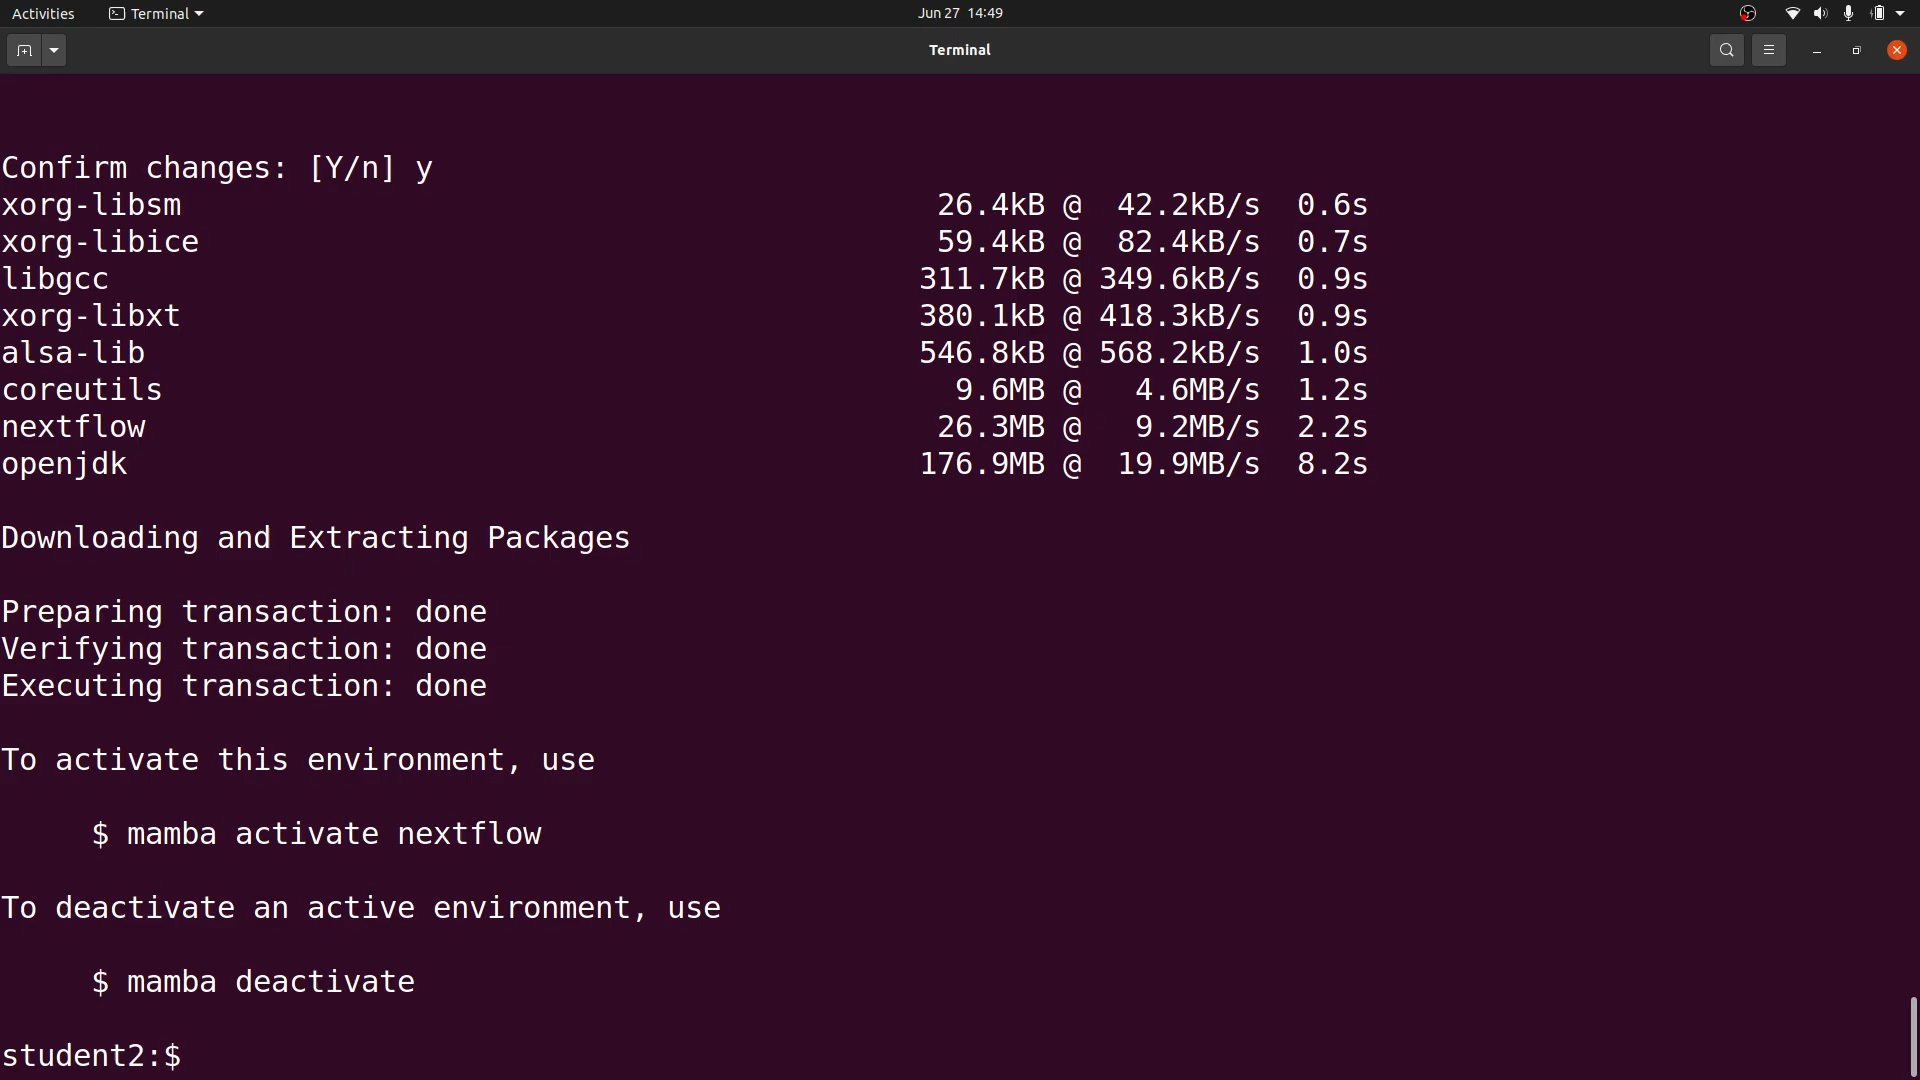 Activities Terminal Jun 27 14:49
Terminal
Confirm changes: [Y/n] y
xorg-libsm 26.4kB @ 42.2kB/s 0.6s
xorg-libice 59.4kB @ 82.4kB/s 0.7s
libgcc 311.7kB @ 349.6kB/s 0.9s
xorg-libxt 380.1kB @ 418.3kB/s 0.9s
alsa-lib 546.8kB @ 568.2kB/s 1.0s
coreutils 9.6MB @ 4.6MB/s 1.2s
nextflow 26.3MB @ 9.2MB/s 2.2s
openjdk 176.9MB @ 19.9MB/s 8.2s
Downloading and Extracting Packages
Preparing transaction: done
Verifying transaction: done
Executing transaction: done
To activate this environment, use
$ mamba activate nextflow
To deactivate an active environment, use
$ mamba deactivate
student2:$